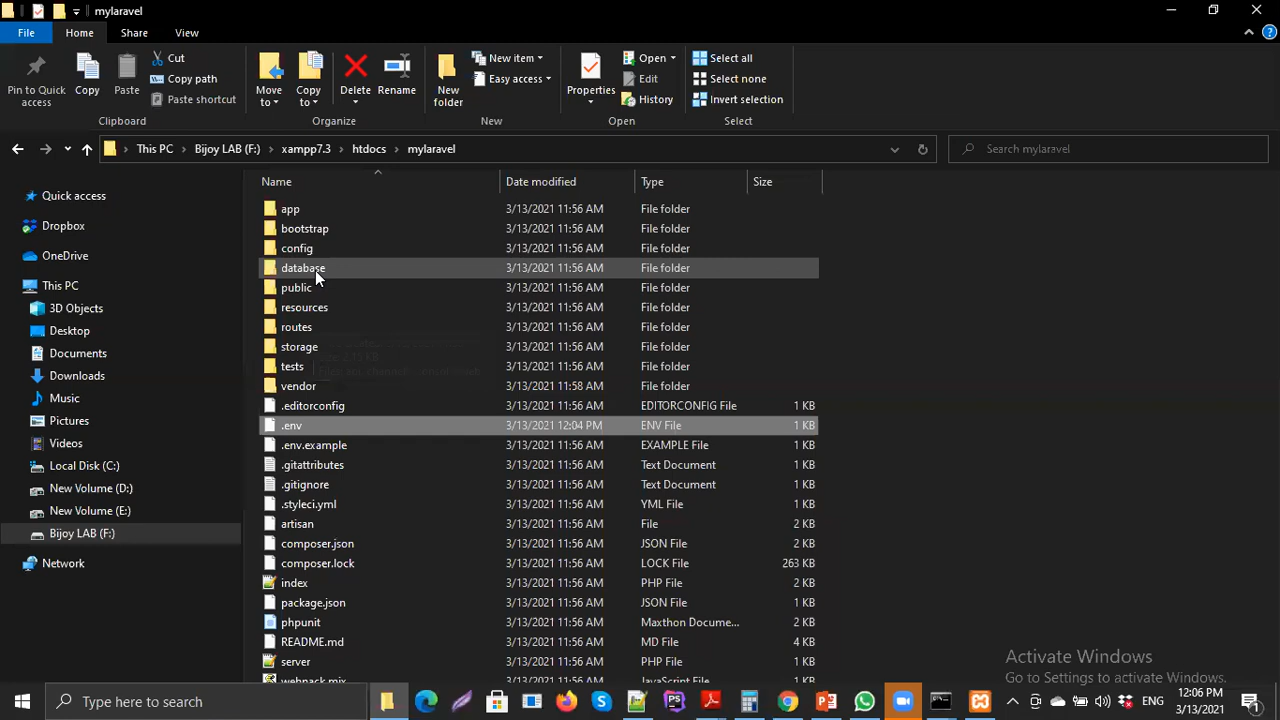 mylaravel
File Home Share View
Pin to Quick access
Copy
Paste
Cut
Copy path
Paste shortcut
Clipboard
Move to
Copy to
Delete
Rename
Organize
New folder
New item
Easy access
New
Properties
Open
Edit
History
Open
Select all
Select none
Invert selection
Select
This PC > Bijoy LAB (F:) > xampp7.3 > htdocs > mylaravel
Search mylaravel
Quick access
Dropbox
OneDrive
This PC
3D Objects
Desktop
Documents
Downloads
Music
Pictures
Videos
Local Disk (C:)
New Volume (D:)
New Volume (E:)
Bijoy LAB (F:)
Network
Name Date modified Type Size
app 3/13/2021 11:56 AM File folder
bootstrap 3/13/2021 11:56 AM File folder
config 3/13/2021 11:56 AM File folder
database 3/13/2021 11:56 AM File folder
public 3/13/2021 11:56 AM File folder
resources 3/13/2021 11:56 AM File folder
routes 3/13/2021 11:56 AM File folder
storage 3/13/2021 11:56 AM File folder
tests 3/13/2021 11:56 AM File folder
vendor 3/13/2021 11:58 AM File folder
.editorconfig 3/13/2021 11:56 AM EDITORCONFIG File 1 KB
.env 3/13/2021 12:04 PM ENV File 1 KB
.env.example 3/13/2021 11:56 AM EXAMPLE File 1 KB
.gitattributes 3/13/2021 11:56 AM Text Document 1 KB
.gitignore 3/13/2021 11:56 AM Text Document 1 KB
.styleci.yml 3/13/2021 11:56 AM YML File 1 KB
artisan 3/13/2021 11:56 AM File 2 KB
composer.json 3/13/2021 11:56 AM JSON File 2 KB
composer.lock 3/13/2021 11:56 AM LOCK File 263 KB
index 3/13/2021 11:56 AM PHP File 2 KB
package.json 3/13/2021 11:56 AM JSON File 1 KB
phpunit 3/13/2021 11:56 AM Maxthon Docume... 2 KB
README.md 3/13/2021 11:56 AM MD File 4 KB
server 3/13/2021 11:56 AM PHP File 1 KB
webpack.mix 3/13/2021 11:56 AM JavaScript File 1 KB
Activate Windows
Go to Settings to activate Windows.
Type here to search
ENG
12:06 PM
3/13/2021
1